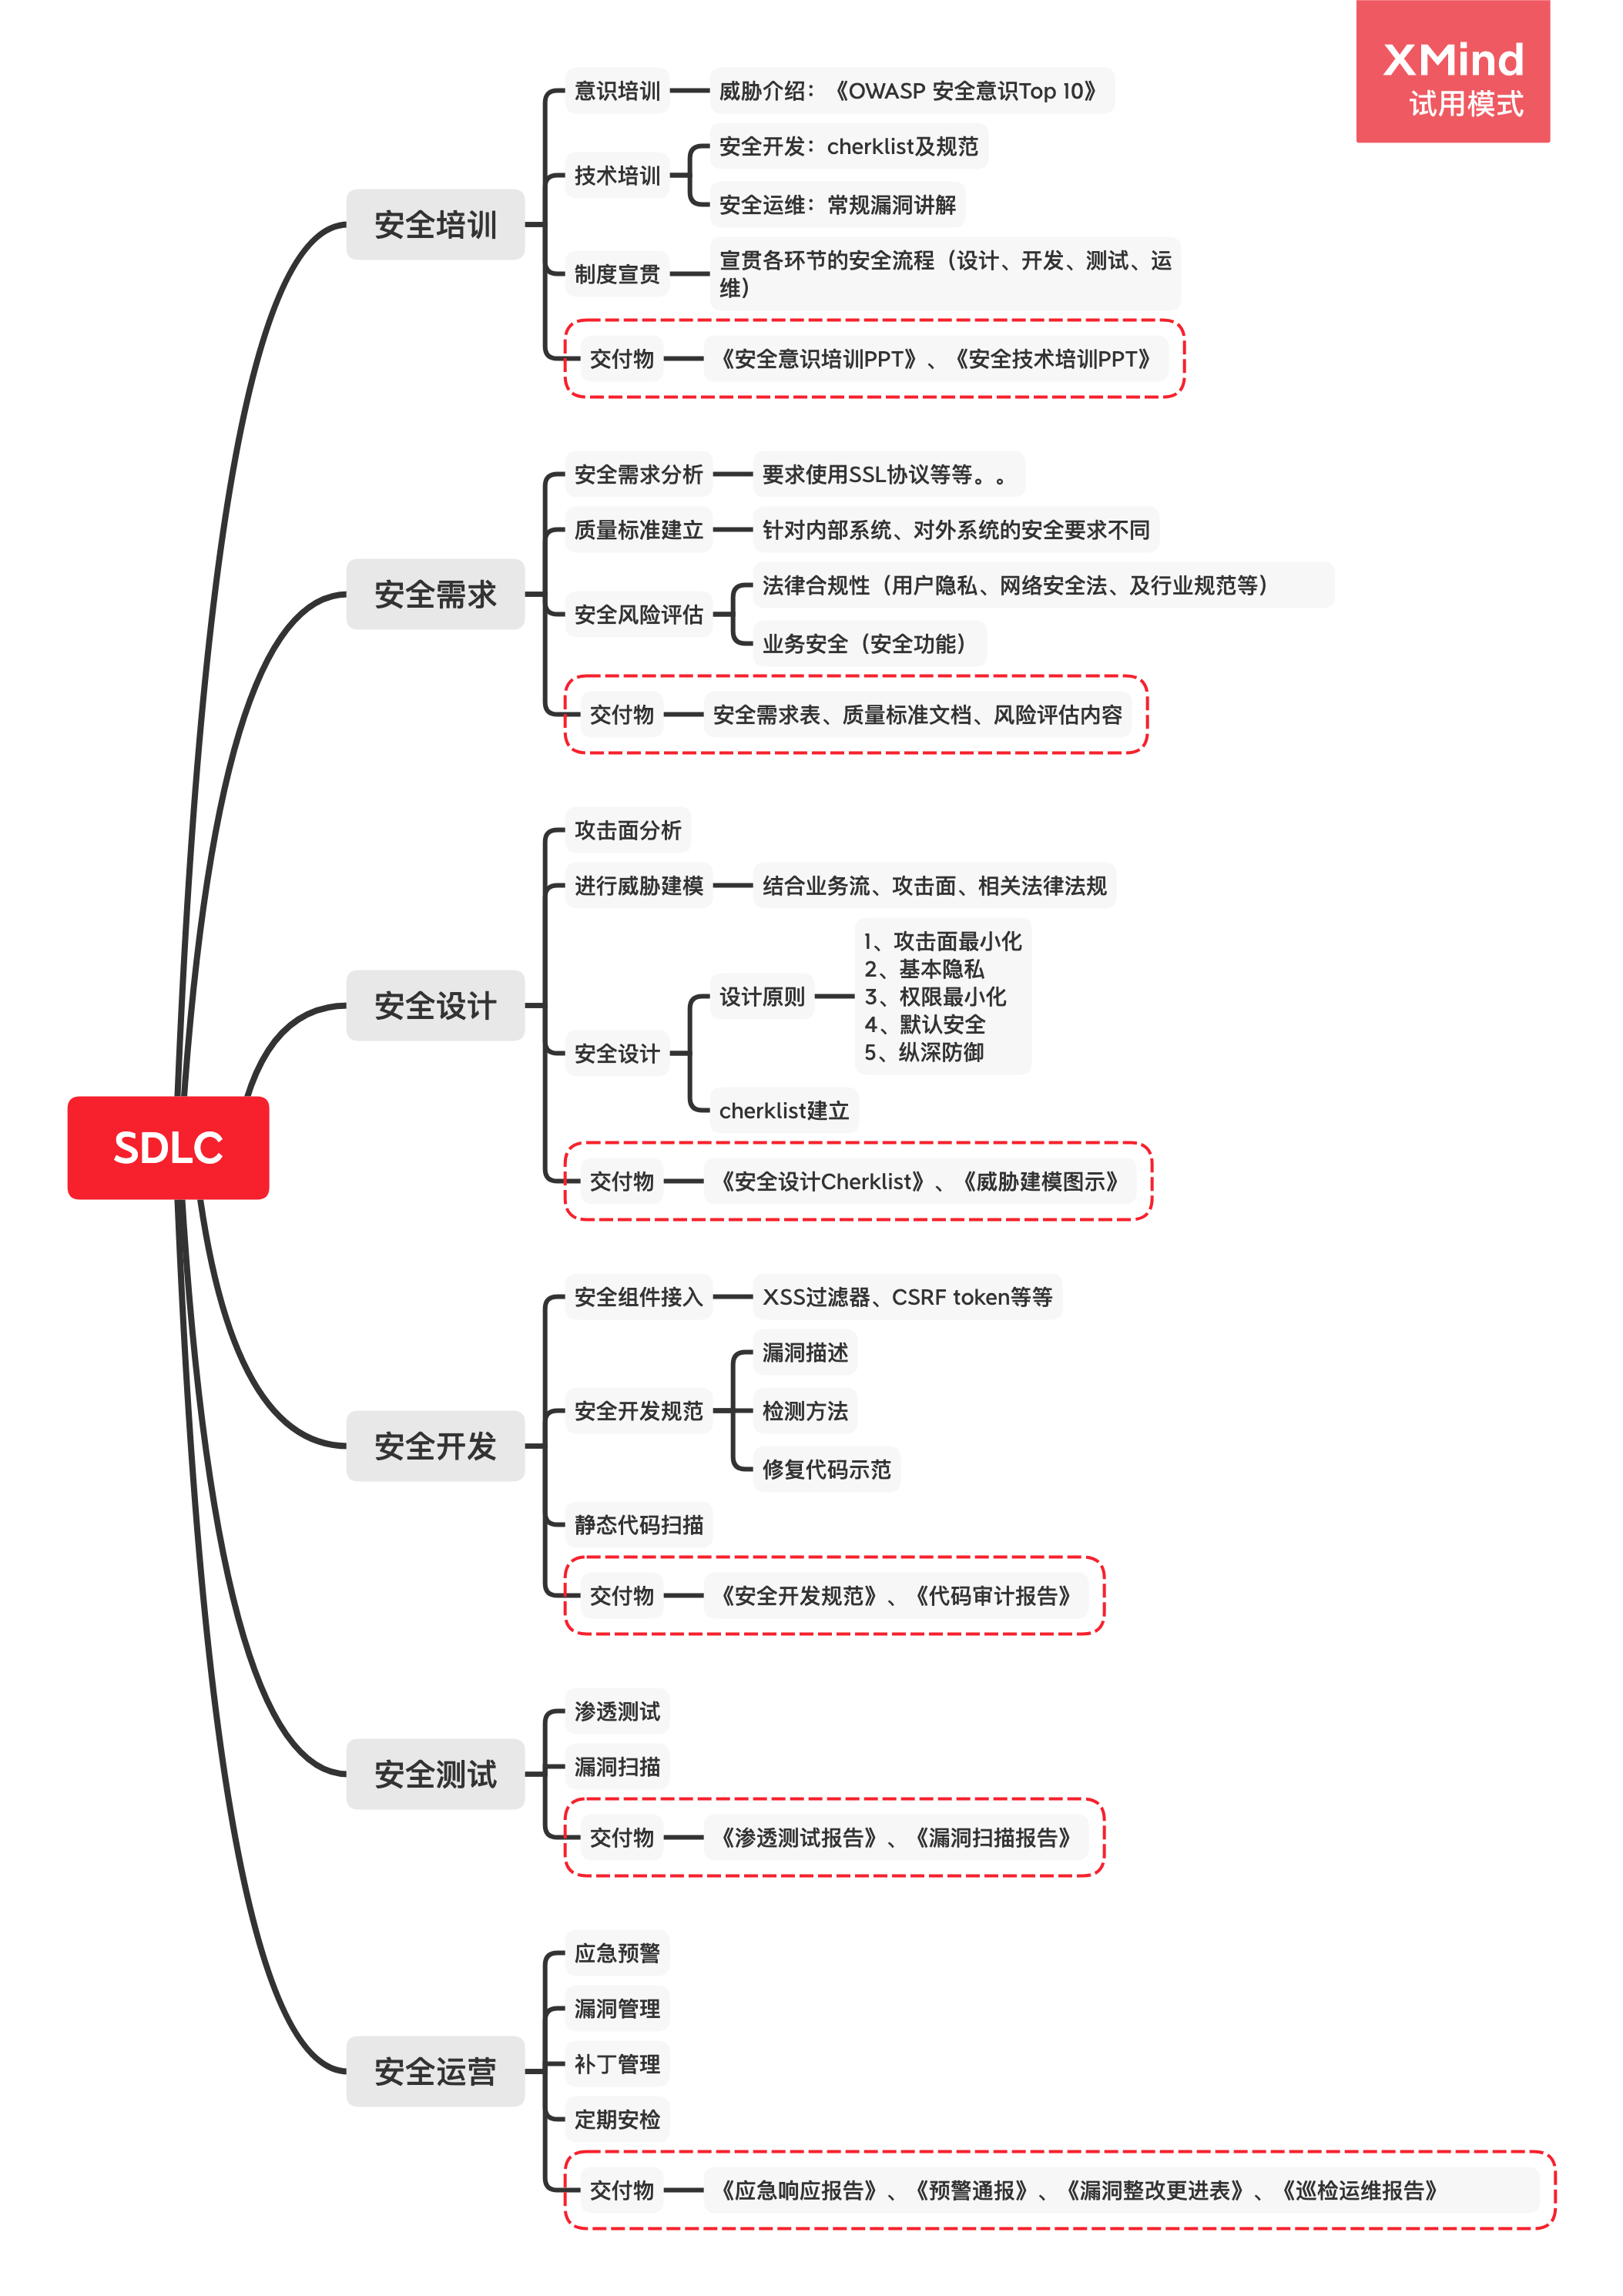 XMind
试用模式
SDLC
安全培训
意识培训
威胁介绍：《OWASP 安全意识Top 10》
技术培训
安全开发：cherklist及规范
安全运维：常规漏洞讲解
制度宣贯
宣贯各环节的安全流程（设计、开发、测试、运
维）
交付物
《安全意识培训PPT》、《安全技术培训PPT》
安全需求
安全需求分析
要求使用SSL协议等等。。
质量标准建立
针对内部系统、对外系统的安全要求不同
安全风险评估
法律合规性（用户隐私、网络安全法、及行业规范等）
业务安全（安全功能）
交付物
安全需求表、质量标准文档、风险评估内容
安全设计
攻击面分析
进行威胁建模
结合业务流、攻击面、相关法律法规
安全设计
设计原则
1、攻击面最小化
2、基本隐私
3、权限最小化
4、默认安全
5、纵深防御
cherklist建立
交付物
《安全设计Cherklist》、《威胁建模图示》
安全开发
安全组件接入
XSS过滤器、CSRF token等等
安全开发规范
漏洞描述
检测方法
修复代码示范
静态代码扫描
交付物
《安全开发规范》、《代码审计报告》
安全测试
渗透测试
漏洞扫描
交付物
《渗透测试报告》、《漏洞扫描报告》
安全运营
应急预警
漏洞管理
补丁管理
定期安检
交付物
《应急响应报告》、《预警通报》、《漏洞整改更进表》、《巡检运维报告》